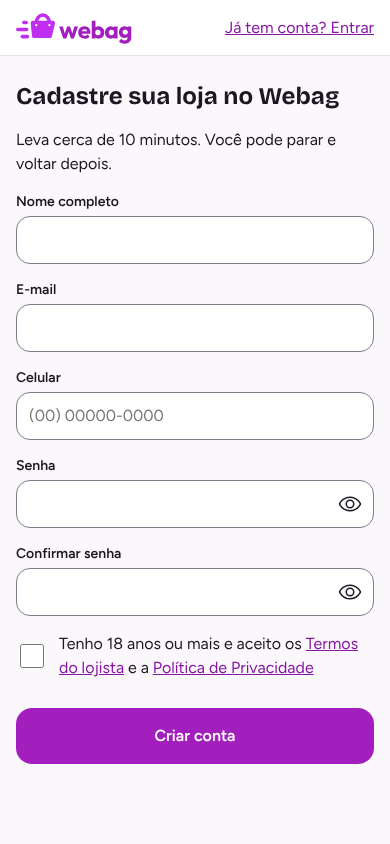 webag
Já tem conta? Entrar
Cadastre sua loja no Webag
Leva cerca de 10 minutos. Você pode parar e
voltar depois.
Nome completo
E-mail
Celular
(00) 00000-0000
Senha
Confirmar senha
Tenho 18 anos ou mais e aceito os Termos
do lojista e a Política de Privacidade
Criar conta